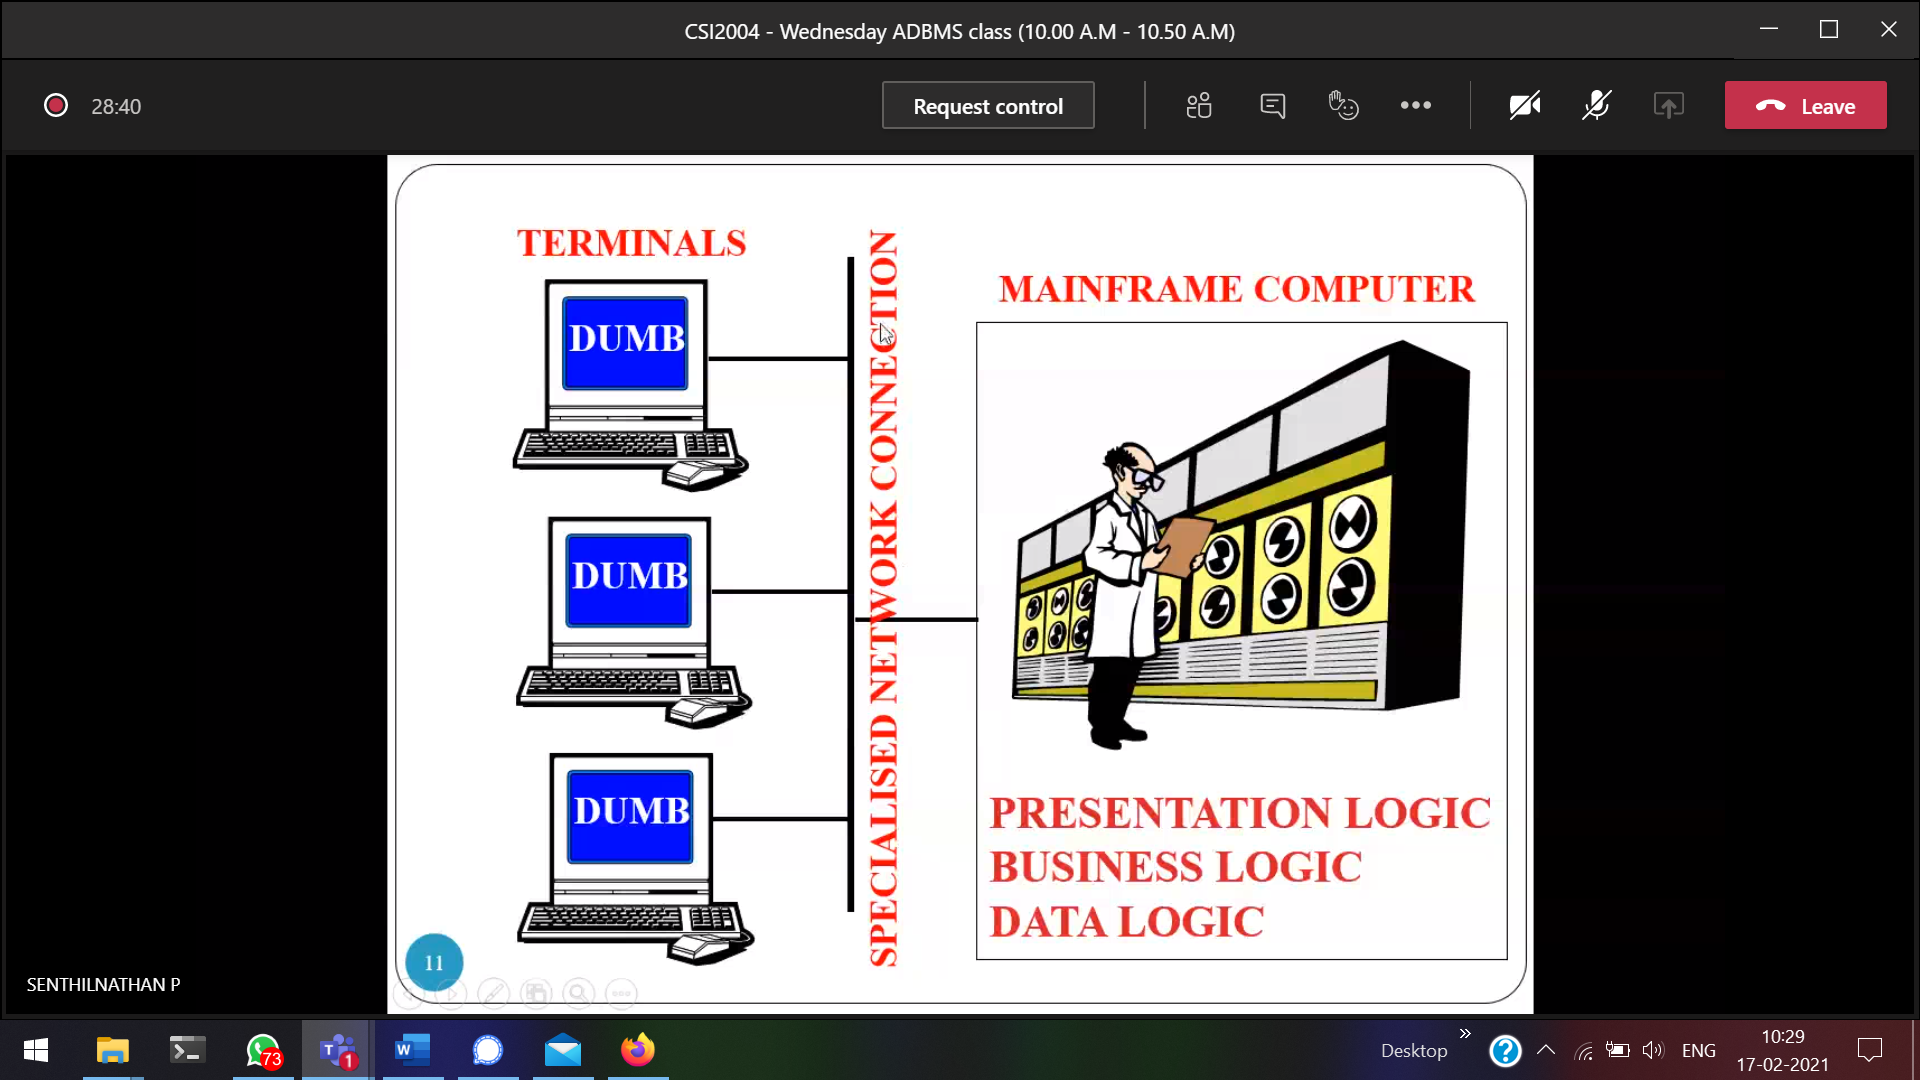 CSI2004 - Wednesday ADBMS class (10.00 A.M - 10.50 A.M)
28:40
Request control
Leave
TERMINALS
DUMB
DUMB
DUMB
SPECIALISED NETWORK CONNECTION
MAINFRAME COMPUTER
PRESENTATION LOGIC
BUSINESS LOGIC
DATA LOGIC
11
SENTHILNATHAN P
73
T
1
W
Desktop
ENG
10:29
17-02-2021